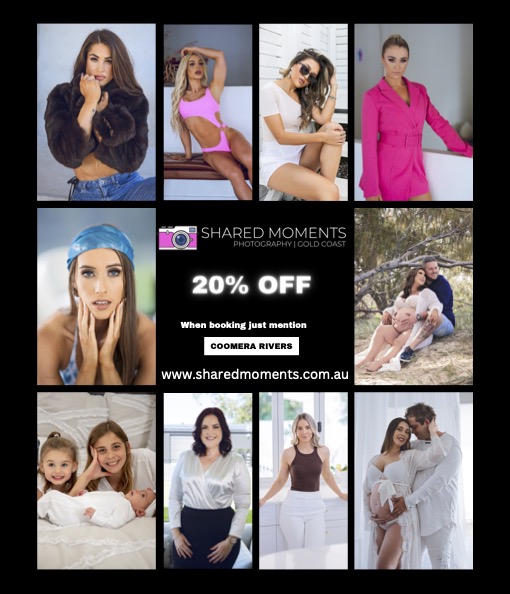 SHARED MOMENTS
PHOTOGRAPHY | GOLD COAST
20% OFF
When booking just mention
COOMERA RIVERS
www.sharedmoments.com.au